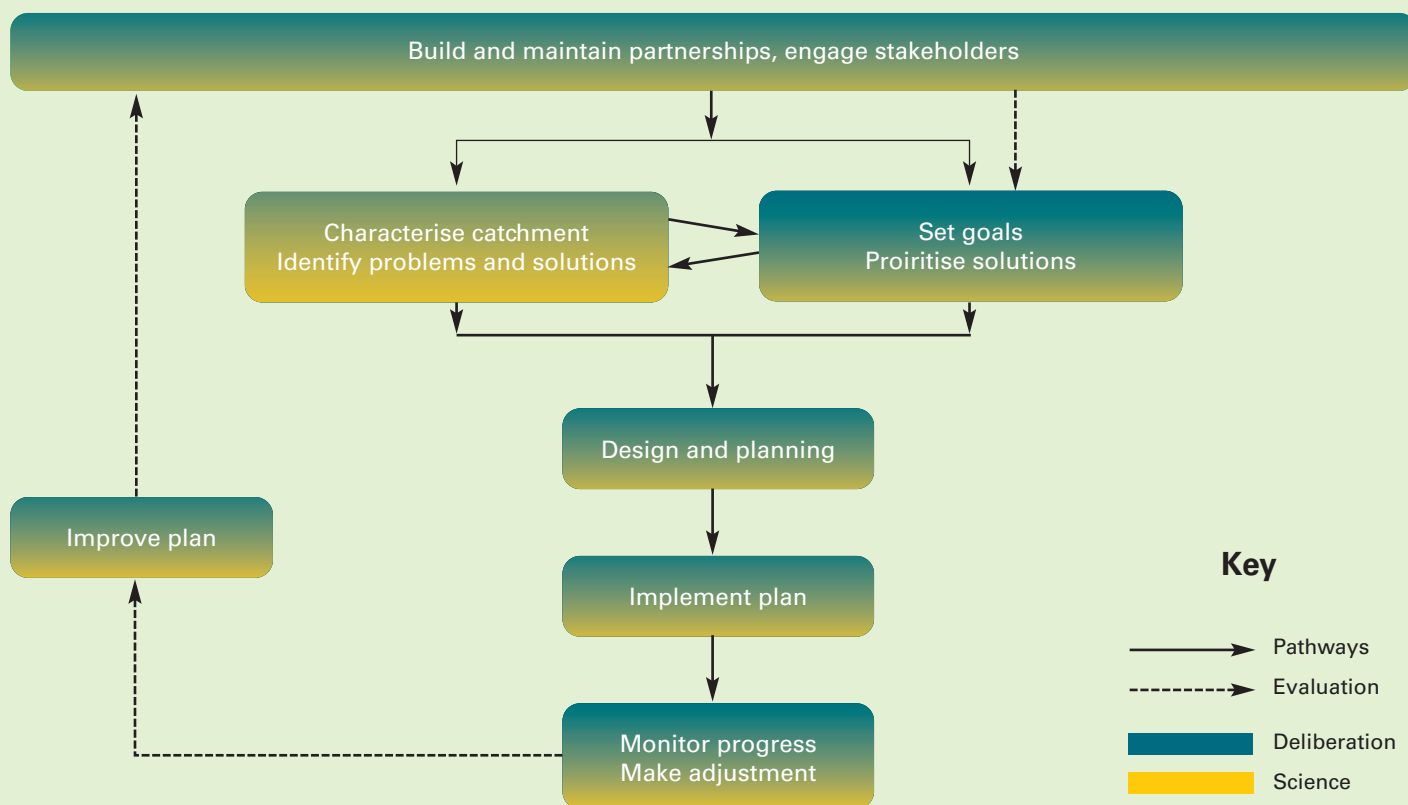 Build and maintain partnerships, engage stakeholders
Characterise catchment
Identify problems and solutions
Set goals
Proiritise solutions
Design and planning
Improve plan
Implement plan
Monitor progress
Make adjustment
Key
Pathways
Evaluation
Deliberation
Science